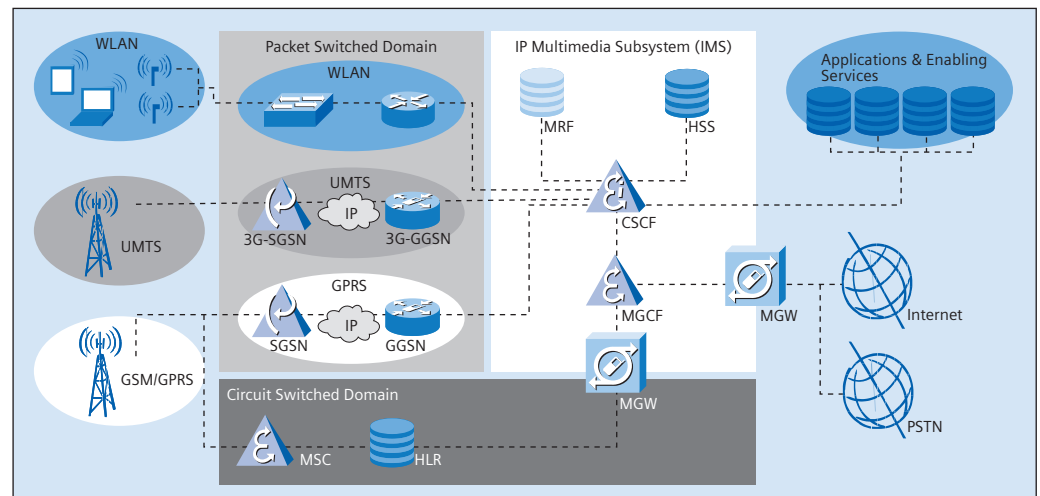 WLAN
Packet Switched Domain
WLAN
IP Multimedia Subsystem (IMS)
MRF
HSS
Applications & Enabling
Services
UMTS
UMTS
IP
3G-SGSN
3G-GGSN
CSCF
GPRS
IP
SGSN
GGSN
MGCF
MGW
Internet
GSM/GPRS
Circuit Switched Domain
MGW
MSC
HLR
PSTN